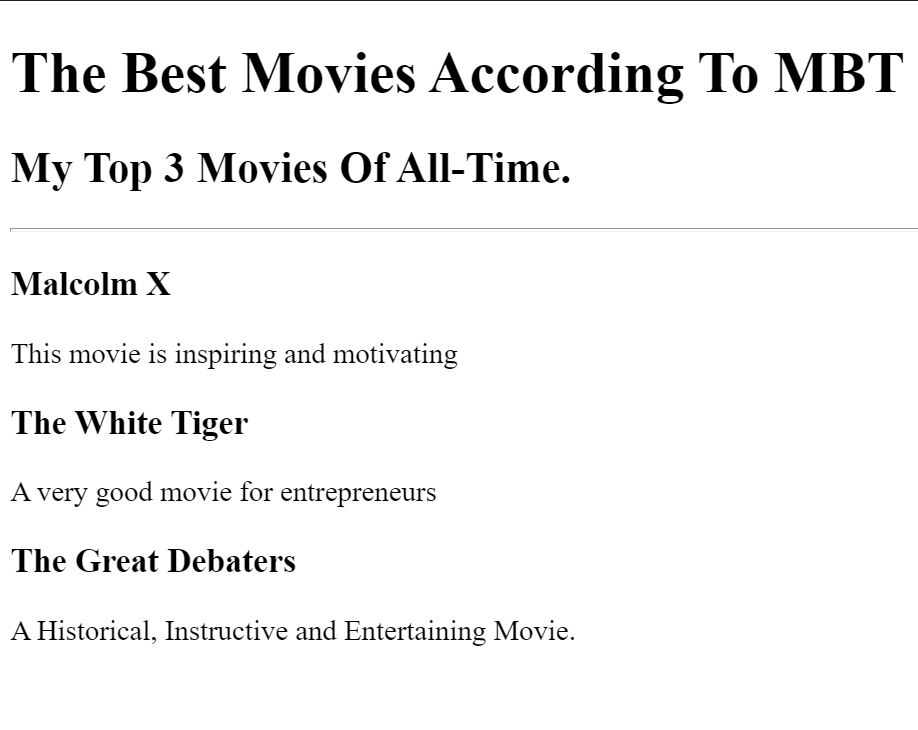 The Best Movies According To MBT
My Top 3 Movies Of All-Time.
Malcolm X
This movie is inspiring and motivating
The White Tiger
A very good movie for entrepreneurs
The Great Debaters
A Historical, Instructive and Entertaining Movie.